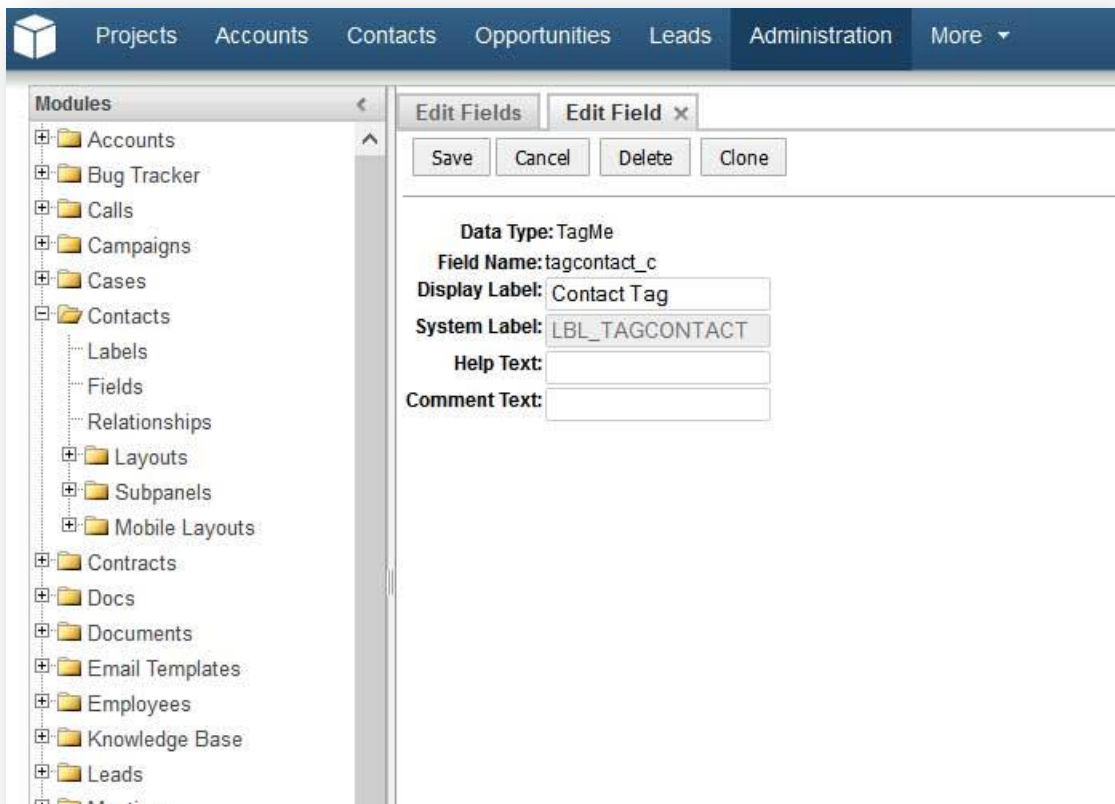 Projects Accounts Contacts Opportunities Leads Administration More
Modules
Accounts
Bug Tracker
Calls
Campaigns
Cases
Contacts
Labels
Fields
Relationships
Layouts
Subpanels
Mobile Layouts
Contracts
Docs
Documents
Email Templates
Employees
Knowledge Base
Leads
Edit Fields Edit Field
Save Cancel Delete Clone
Data Type: TagMe
Field Name: tagcontact_c
Display Label: Contact Tag
System Label: LBL_TAGCONTACT
Help Text:
Comment Text: